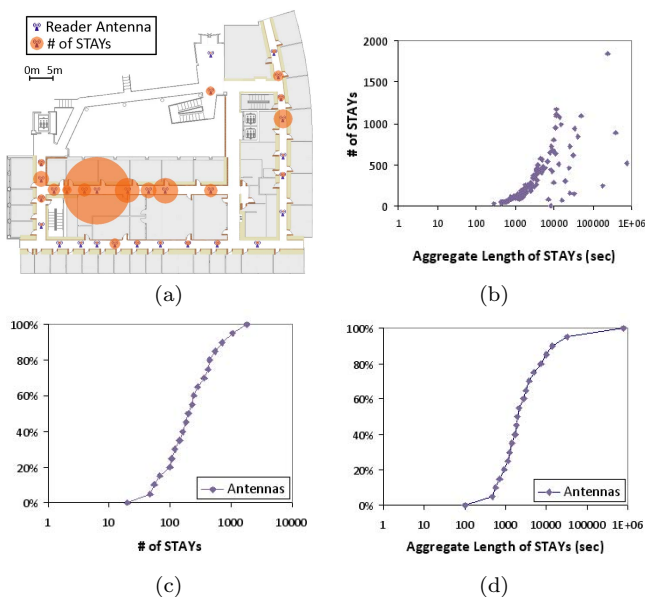 Reader Antenna
# of STAYs
0m 5m
(a)
2000
1500
1000
500
0
1 10 100 1000 10000 100000 1E+06
# of STAYs
Aggregate Length of STAYs (sec)
(b)
100%
80%
60%
40%
20%
0%
1 10 100 1000 10000
Antennas
# of STAYs
(c)
100%
80%
60%
40%
20%
0%
1 10 100 1000 10000 100000 1E+06
Antennas
Aggregate Length of STAYs (sec)
(d)